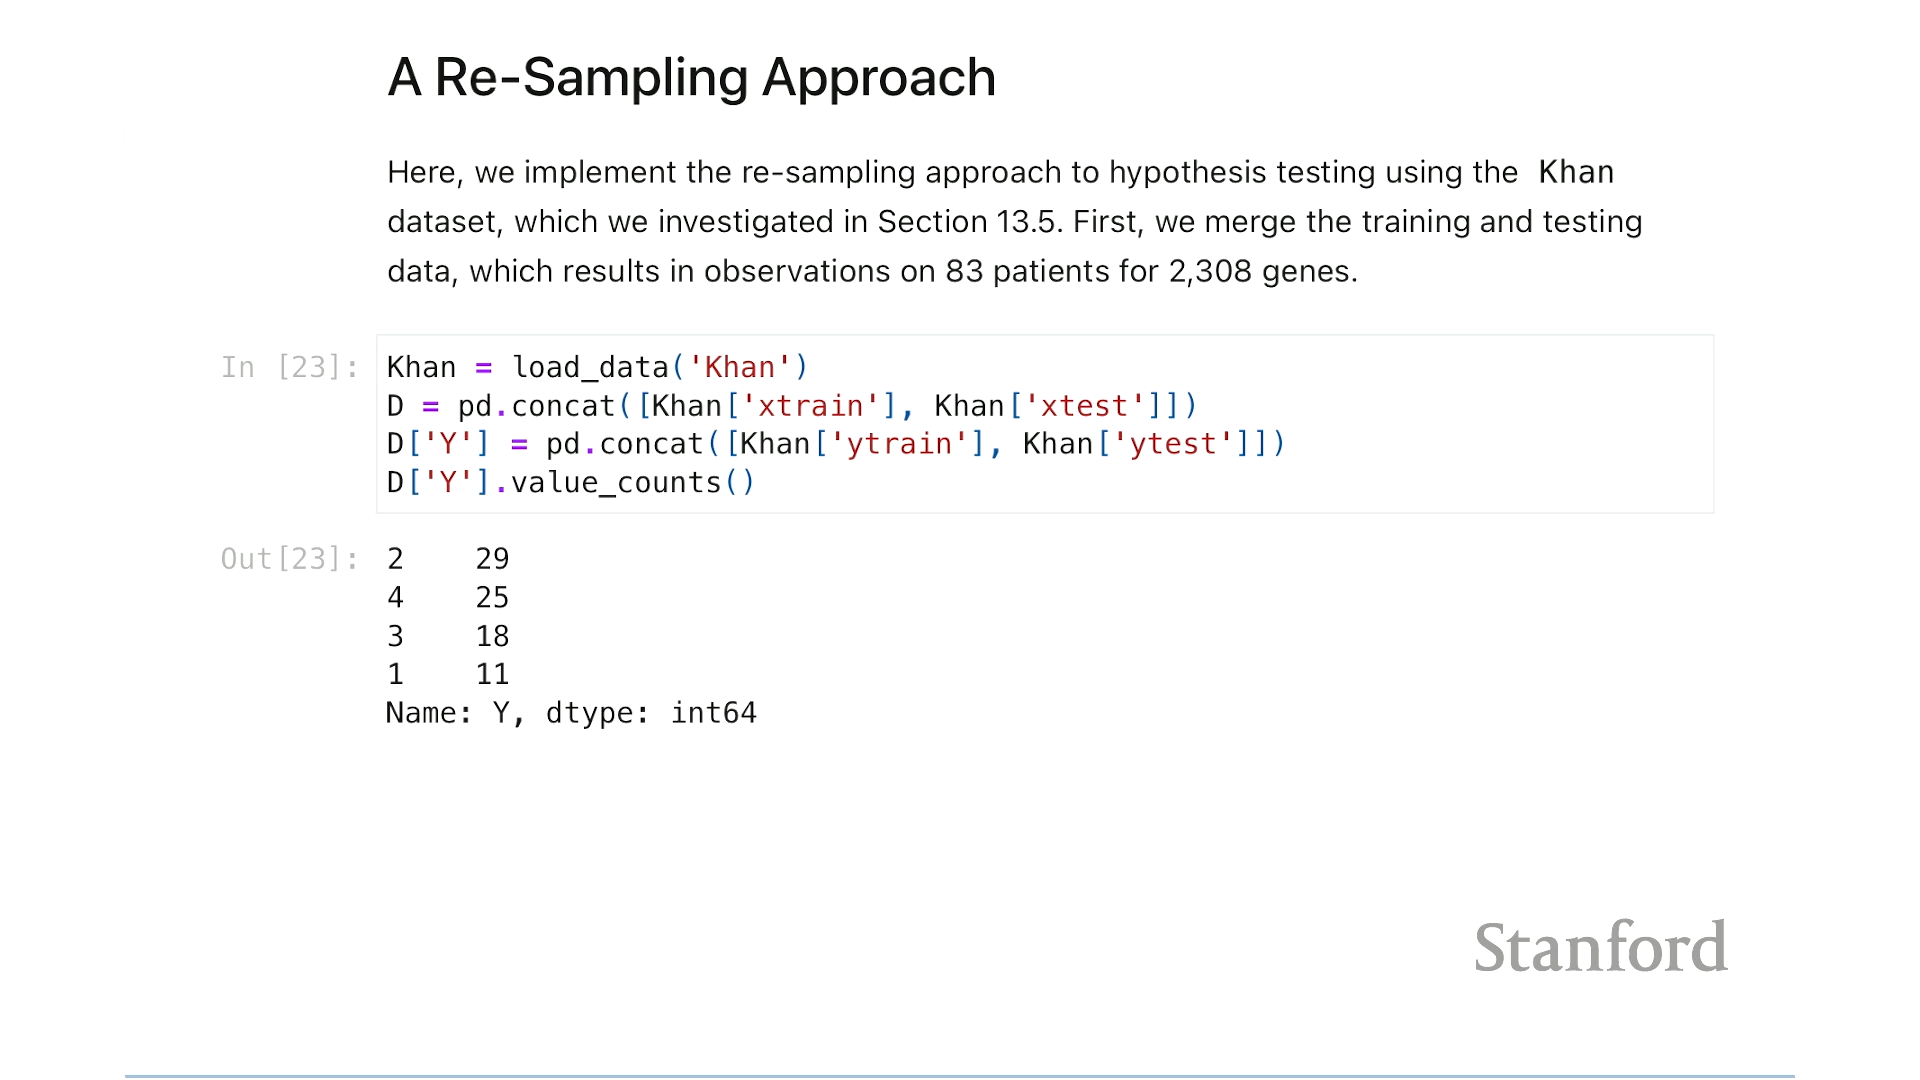 A Re-Sampling Approach
Here, we implement the re-sampling approach to hypothesis testing using the Khan
dataset, which we investigated in Section 13.5. First, we merge the training and testing
data, which results in observations on 83 patients for 2,308 genes.
In [23]: Khan = load_data('Khan')
D = pd.concat([Khan['xtrain'], Khan['xtest']])
D['Y'] = pd.concat([Khan['ytrain'], Khan['ytest']])
D['Y'].value_counts()
Out[23]: 2    29
4    25
3    18
1    11
Name: Y, dtype: int64
Stanford